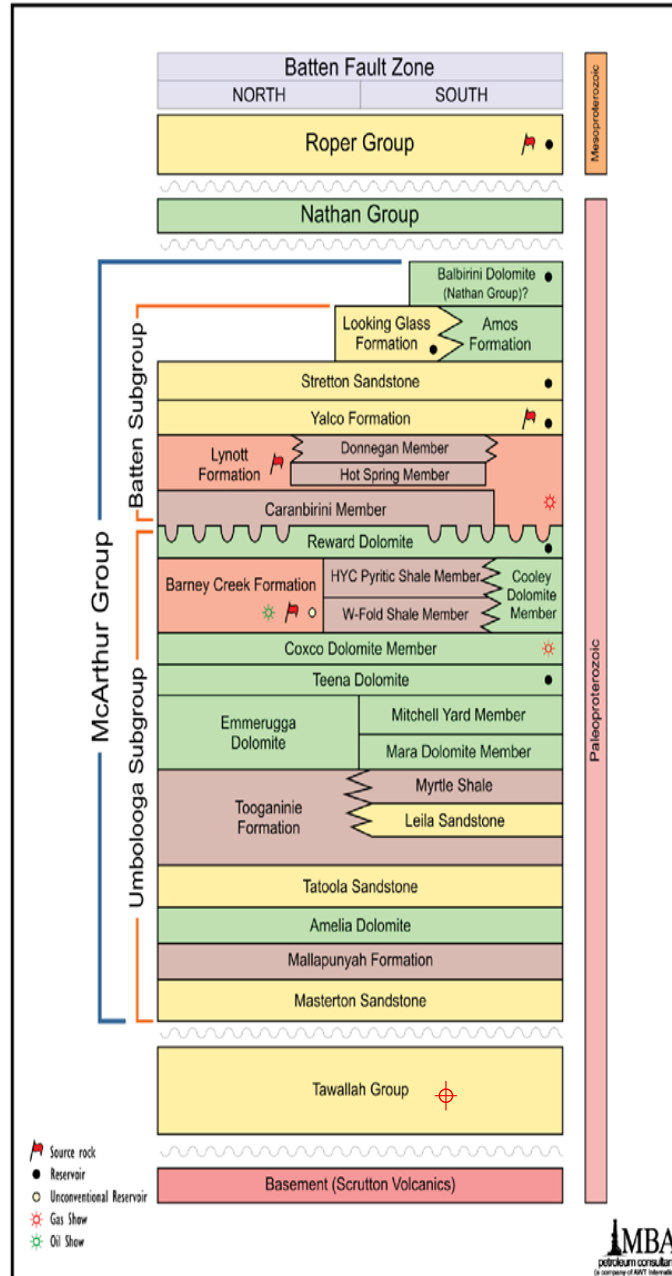 Batten Fault Zone
NORTH
SOUTH
Roper Group
Mesoproterozoic
Nathan Group
Balbirini Dolomite
(Nathan Group)?
Looking Glass
Formation
Amos
Formation
Stretton Sandstone
Yalco Formation
Lynott
Formation
Donnegan Member
Hot Spring Member
Caranbirini Member
Batten Subgroup
Reward Dolomite
Barney Creek Formation
HYC Pyritic Shale Member
W-Fold Shale Member
Cooley
Dolomite
Member
Coxco Dolomite Member
Teena Dolomite
Emmerugga
Dolomite
Mitchell Yard Member
Mara Dolomite Member
Tooganinie
Formation
Myrtle Shale
Leila Sandstone
Tatoola Sandstone
Amelia Dolomite
Mallapunyah Formation
Masterton Sandstone
Umbolooga Subgroup
McArthur Group
Paleoproterozoic
Tawallah Group
Basement (Scrutton Volcanics)
Source rock
Reservoir
Unconventional Reservoir
Gas Show
Oil Show
MBA
petroleum consultan
(a company of AWT Internatio